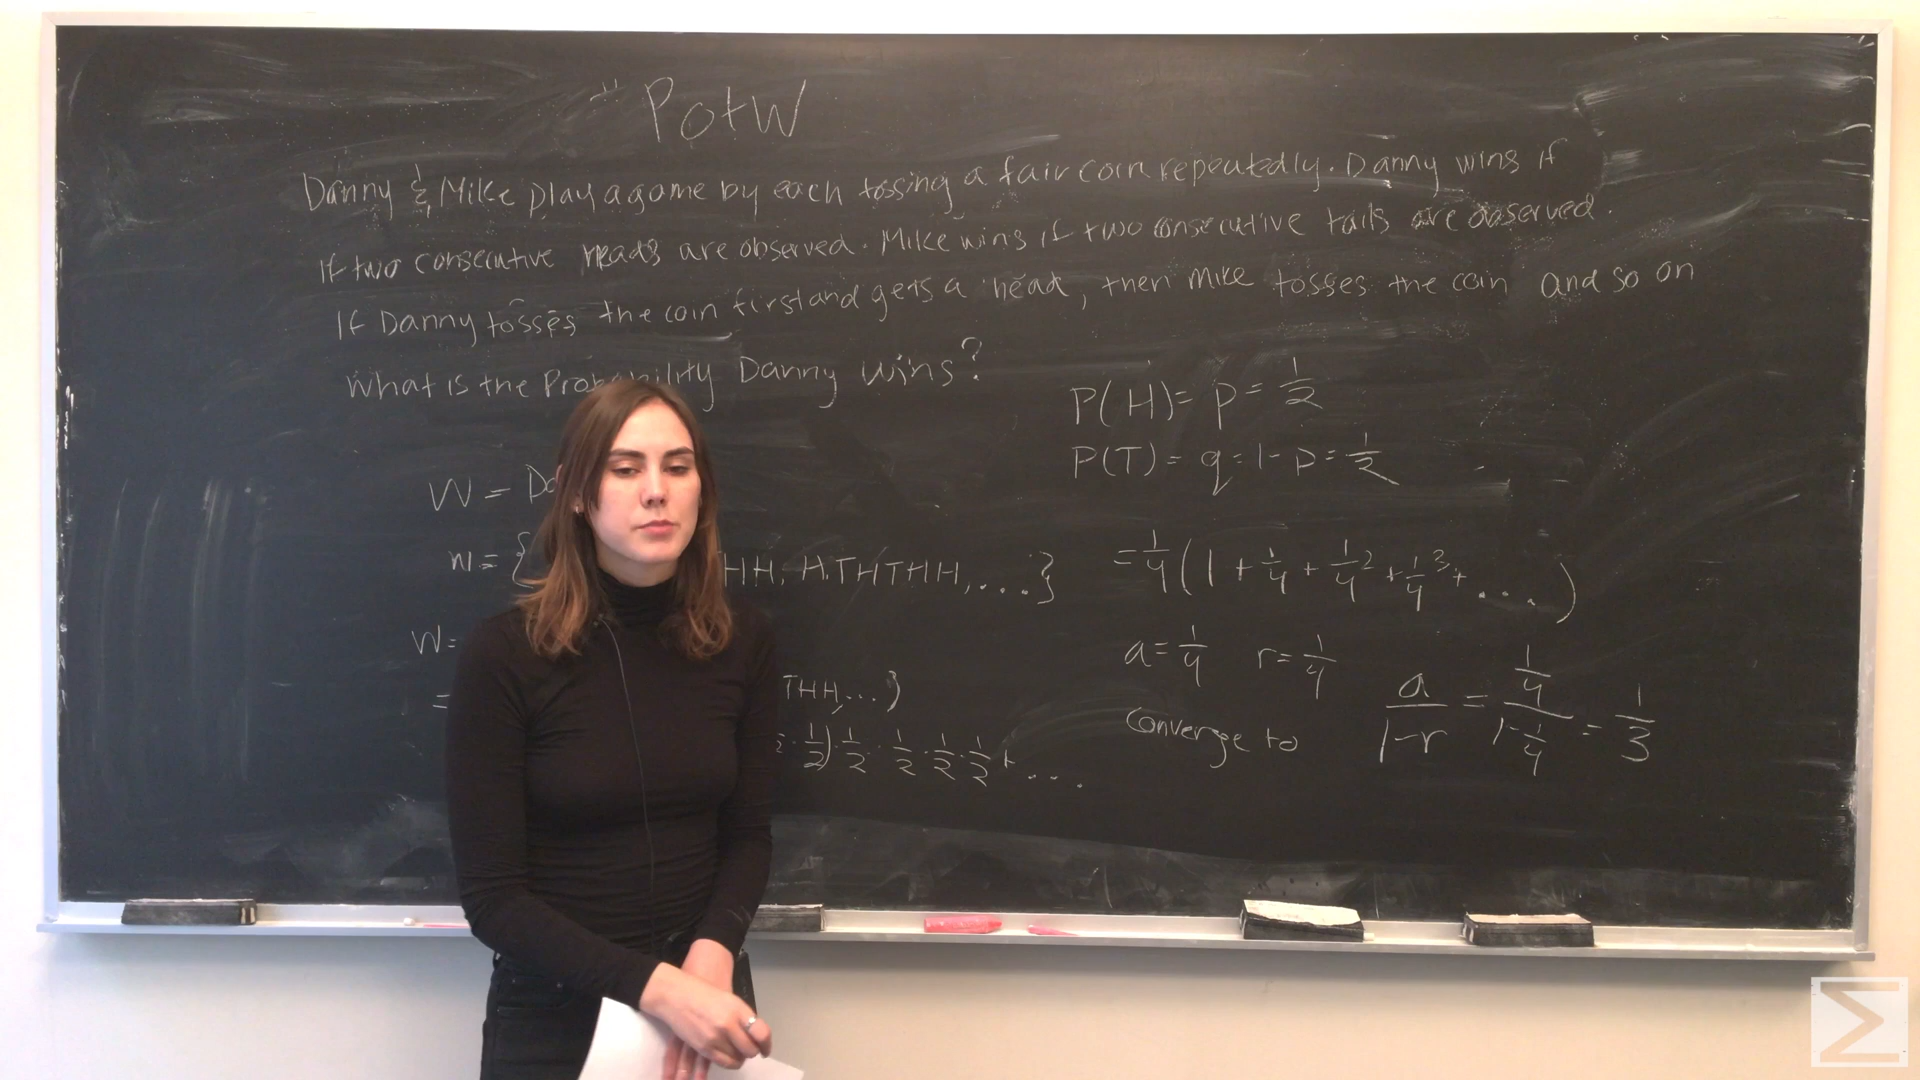 PotW
Danny & Mike play a game by each tossing a fair coin repeatedly. Danny wins if
if two consecutive heads are observed. Mike wins if two consecutive tails are observed.
If Danny tosses the coin first and gets a head, then Mike tosses the coin and so on
What is the Probability Danny wins?
P(H) = p = 1/2
P(T) = q = 1 - p = 1/2
W = Da
W = { HH, HTHTHH, ... }
= 1/4 ( 1 + 1/4 + 1/4² + 1/4³ + .... )
W =
a = 1/4 r = 1/4
= THH, ... )
Converge to a/1-r = 1/4/1-1/4 = 1/3
· 1/2) 1/2 · 1/2 · 1/2 · 1/2 + ....
Σ